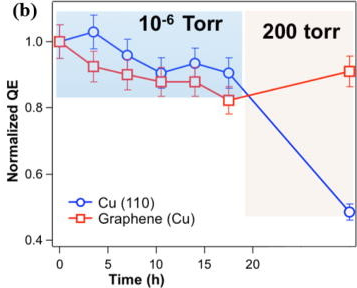 (b)
10-6 Torr
200 torr
Normalized QE
1.0
0.8
0.6
0.4
Cu (110)
Graphene (Cu)
0 5 10 15 20
Time (h)